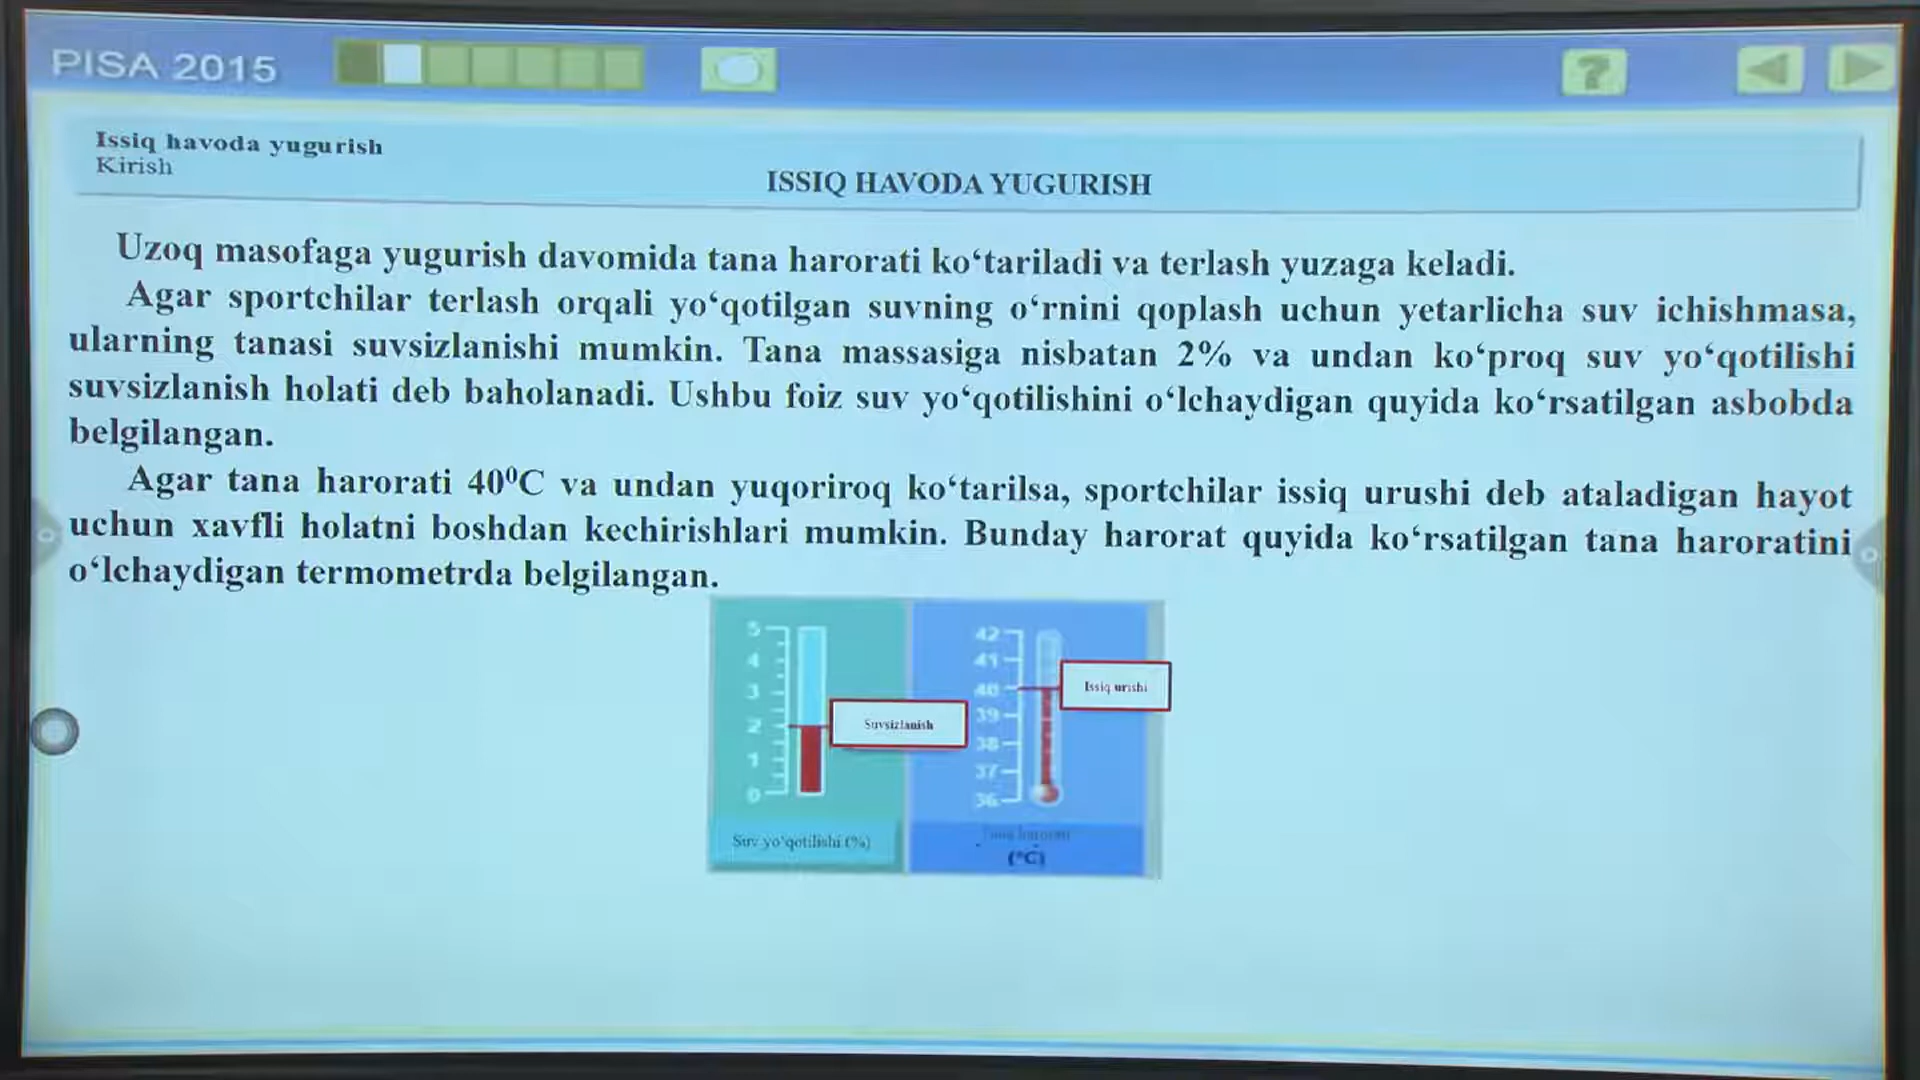 PISA 2015
?
Issiq havoda yugurish
Kirish
ISSIQ HAVODA YUGURISH
Uzoq masofaga yugurish davomida tana harorati ko‘tariladi va terlash yuzaga keladi.
Agar sportchilar terlash orqali yo‘qotilgan suvning o‘rnini qoplash uchun yetarlicha suv ichishmasa,
ularning tanasi suvsizlanishi mumkin. Tana massasiga nisbatan 2% va undan ko‘proq suv yo‘qotilishi
suvsizlanish holati deb baholanadi. Ushbu foiz suv yo‘qotilishini o‘lchaydigan quyida ko‘rsatilgan asbobda
belgilangan.
Agar tana harorati 40⁰C va undan yuqoriroq ko‘tarilsa, sportchilar issiq urushi deb ataladigan hayot
uchun xavfli holatni boshdan kechirishlari mumkin. Bunday harorat quyida ko‘rsatilgan tana haroratini
o‘lchaydigan termometrda belgilangan.
5
4
3
2
1
0
Suvsizlanish
Suv yo‘qotilishi (%)
42
41
40
39
38
37
36
Issiq urishi
Tana harorati
(°C)